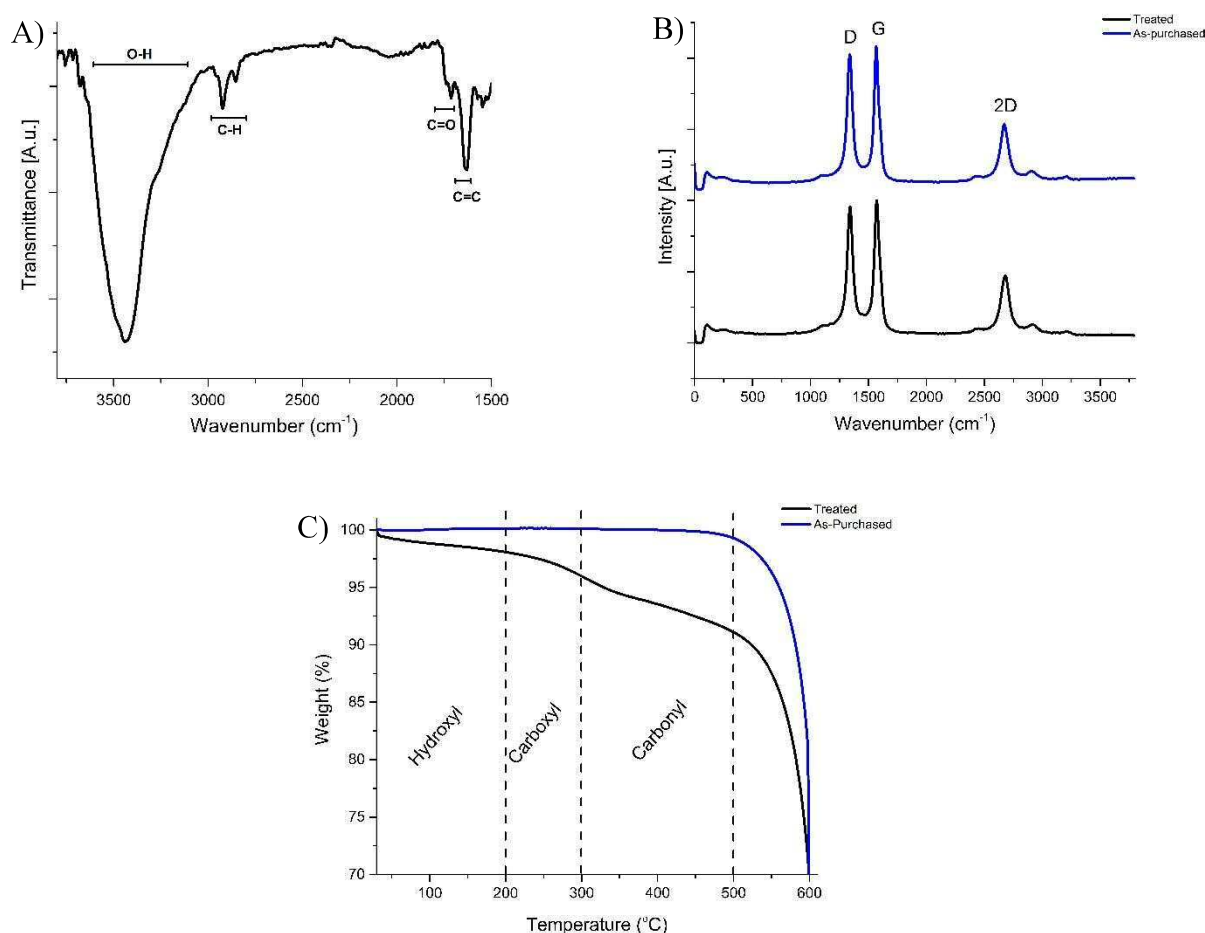 A)
O-H
C-H
C=O
C=C
Transmittance [A.u.]
3500 3000 2500 2000 1500
Wavenumber (cm⁻¹)
B)
Treated
As-purchased
D G
2D
Intensity [A.u.]
0 500 1000 1500 2000 2500 3000 3500
Wavenumber (cm⁻¹)
C)
Treated
As-Purchased
100
95
90
85
80
75
70
Weight (%)
Hydroxyl Carboxyl Carbonyl
100 200 300 400 500 600
Temperature (°C)